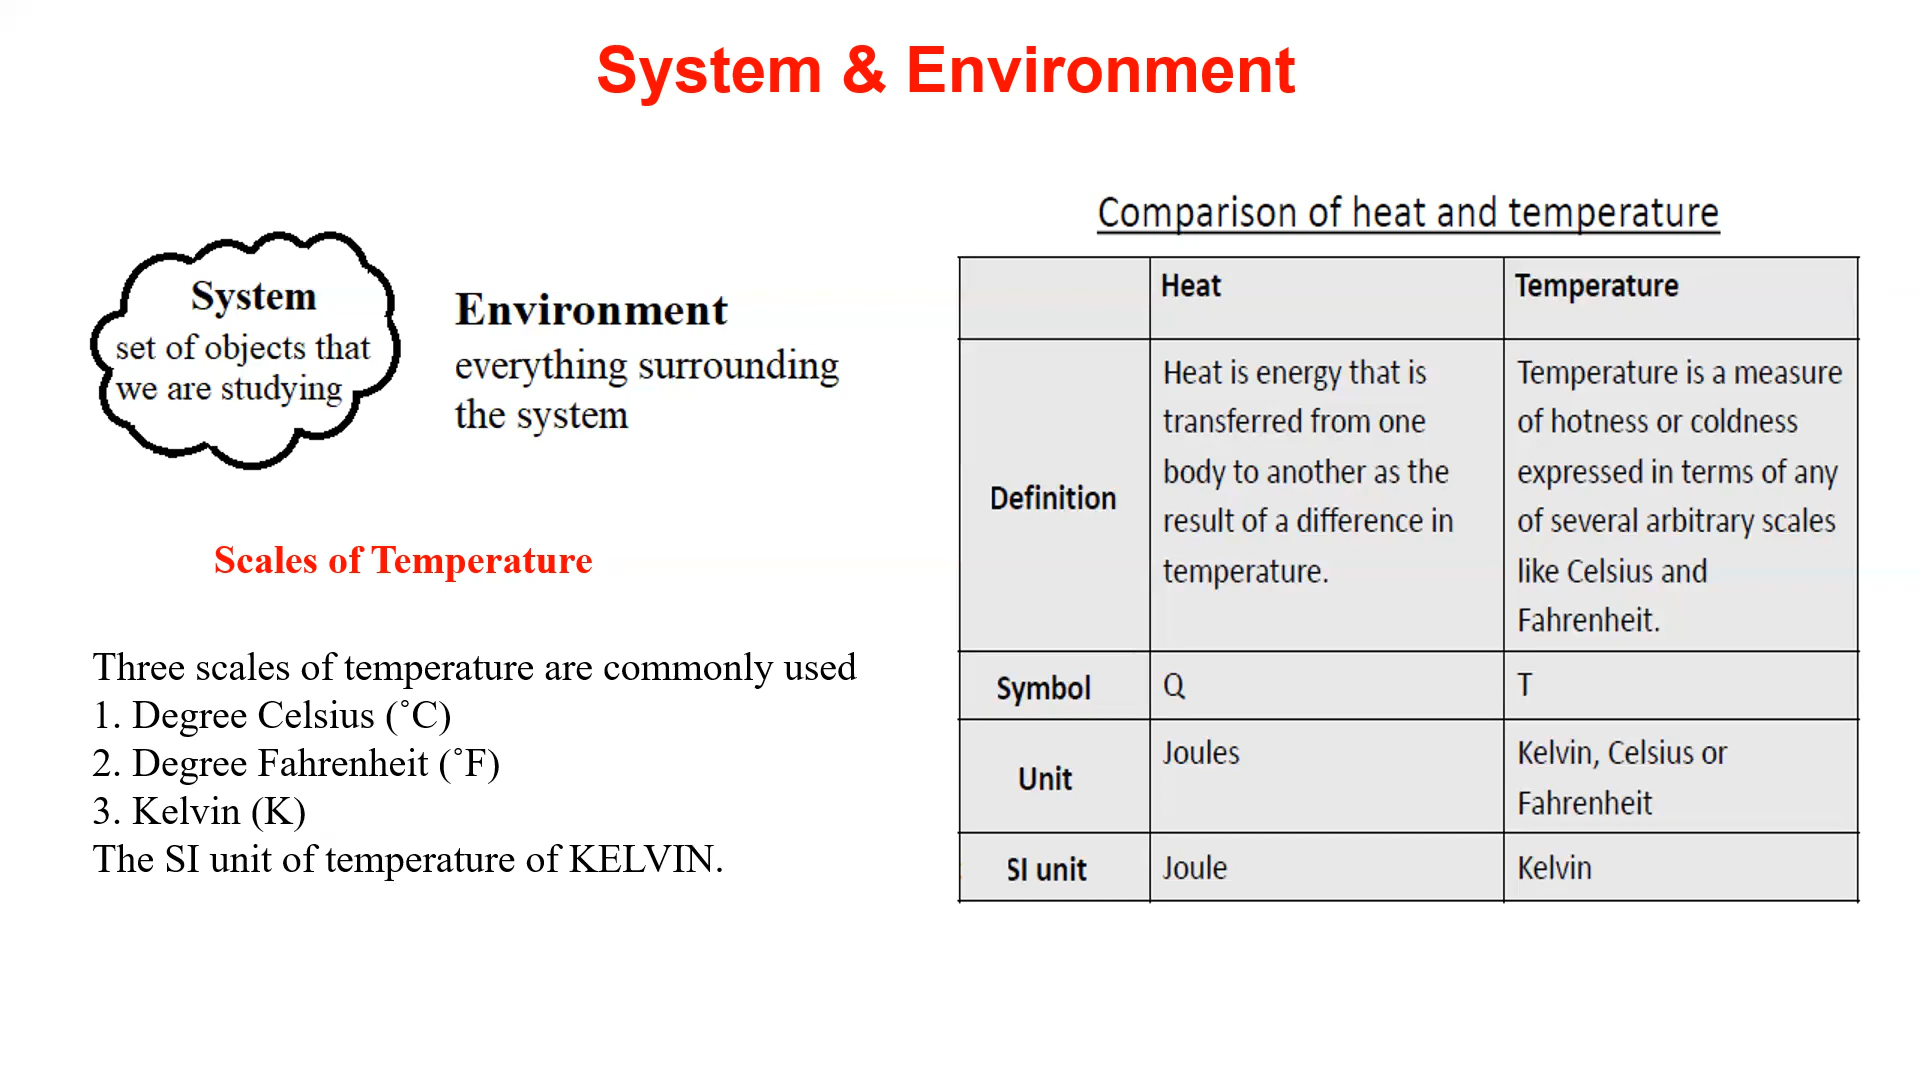 System & Environment
System
set of objects that
we are studying
Environment
everything surrounding
the system
Scales of Temperature
Three scales of temperature are commonly used
1. Degree Celsius (˚C)
2. Degree Fahrenheit (˚F)
3. Kelvin (K)
The SI unit of temperature of KELVIN.
Comparison of heat and temperature
Heat
Temperature
Definition
Heat is energy that is
transferred from one
body to another as the
result of a difference in
temperature.
Temperature is a measure
of hotness or coldness
expressed in terms of any
of several arbitrary scales
like Celsius and
Fahrenheit.
Symbol
Q
T
Unit
Joules
Kelvin, Celsius or
Fahrenheit
SI unit
Joule
Kelvin